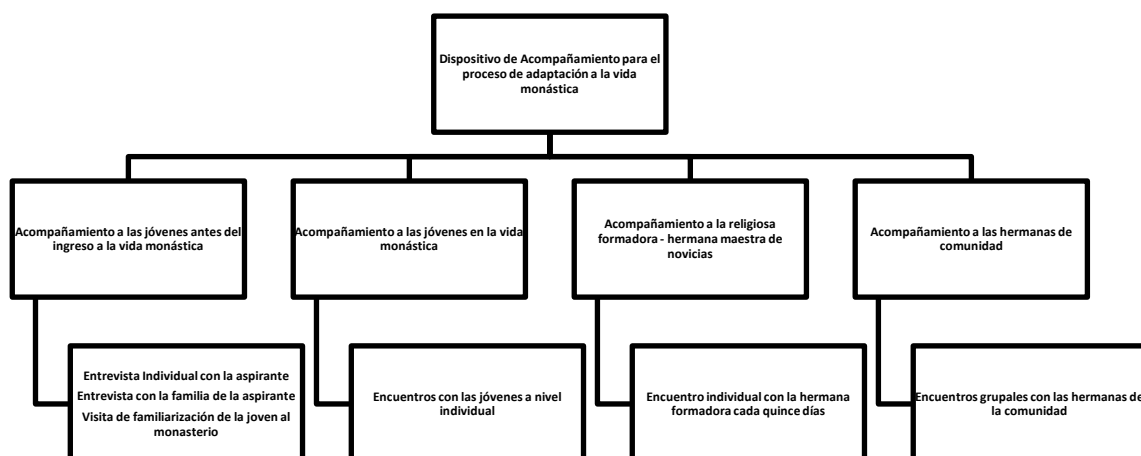 Dispositivo de Acompañamiento para el
proceso de adaptación a la vida
monástica
Acompañamiento a las jóvenes antes del
ingreso a la vida monástica
Acompañamiento a las jóvenes en la vida
monástica
Acompañamiento a la religiosa
formadora - hermana maestra de
novicias
Acompañamiento a las hermanas de
comunidad
Entrevista Individual con la aspirante
Entrevista con la familia de la aspirante
Visita de familiarización de la joven al
monasterio
Encuentros con las jóvenes a nivel
individual
Encuentro individual con la hermana
formadora cada quince días
Encuentros grupales con las hermanas de
la comunidad